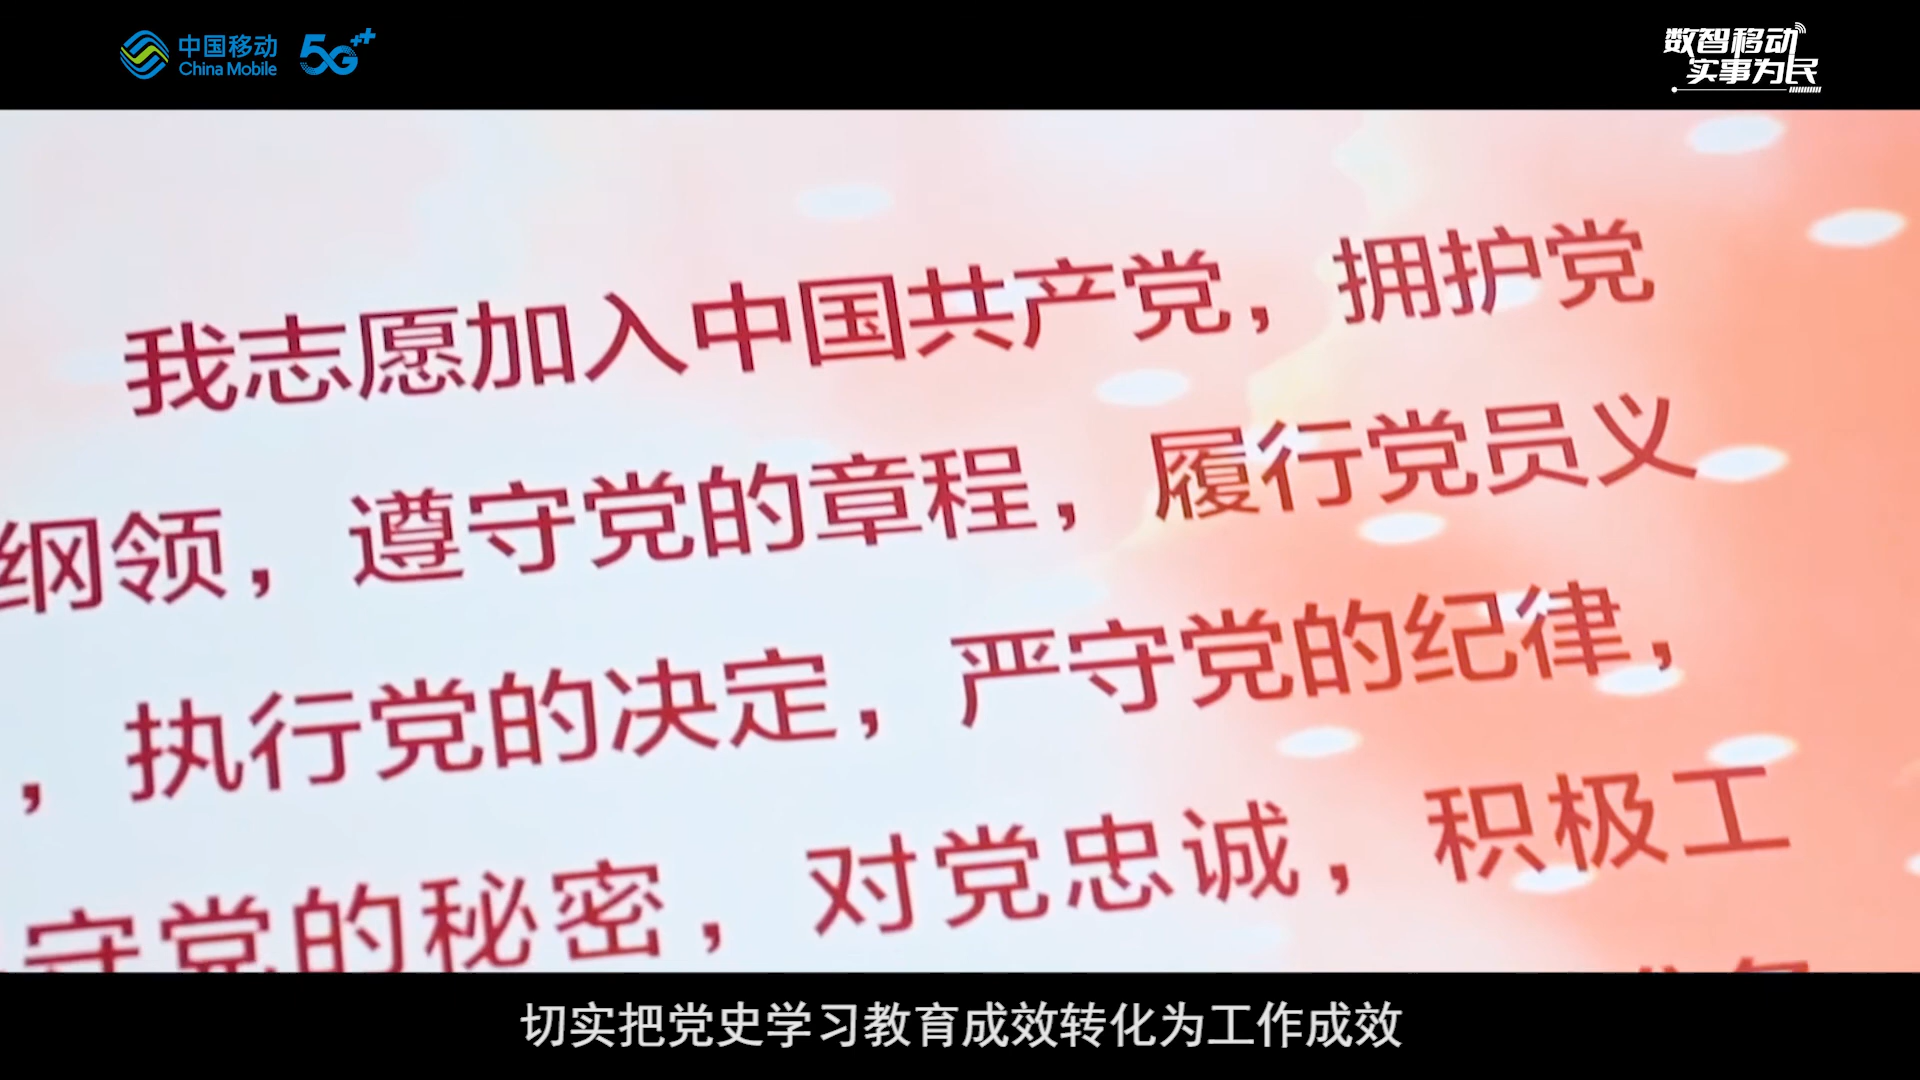 中国移动
China Mobile
5G++
数智移动
实事为民
我志愿加入中国共产党，拥护党
纲领，遵守党的章程，履行党员义
，执行党的决定，严守党的纪律，
守党的秘密，对党忠诚，积极工
切实把党史学习教育成效转化为工作成效